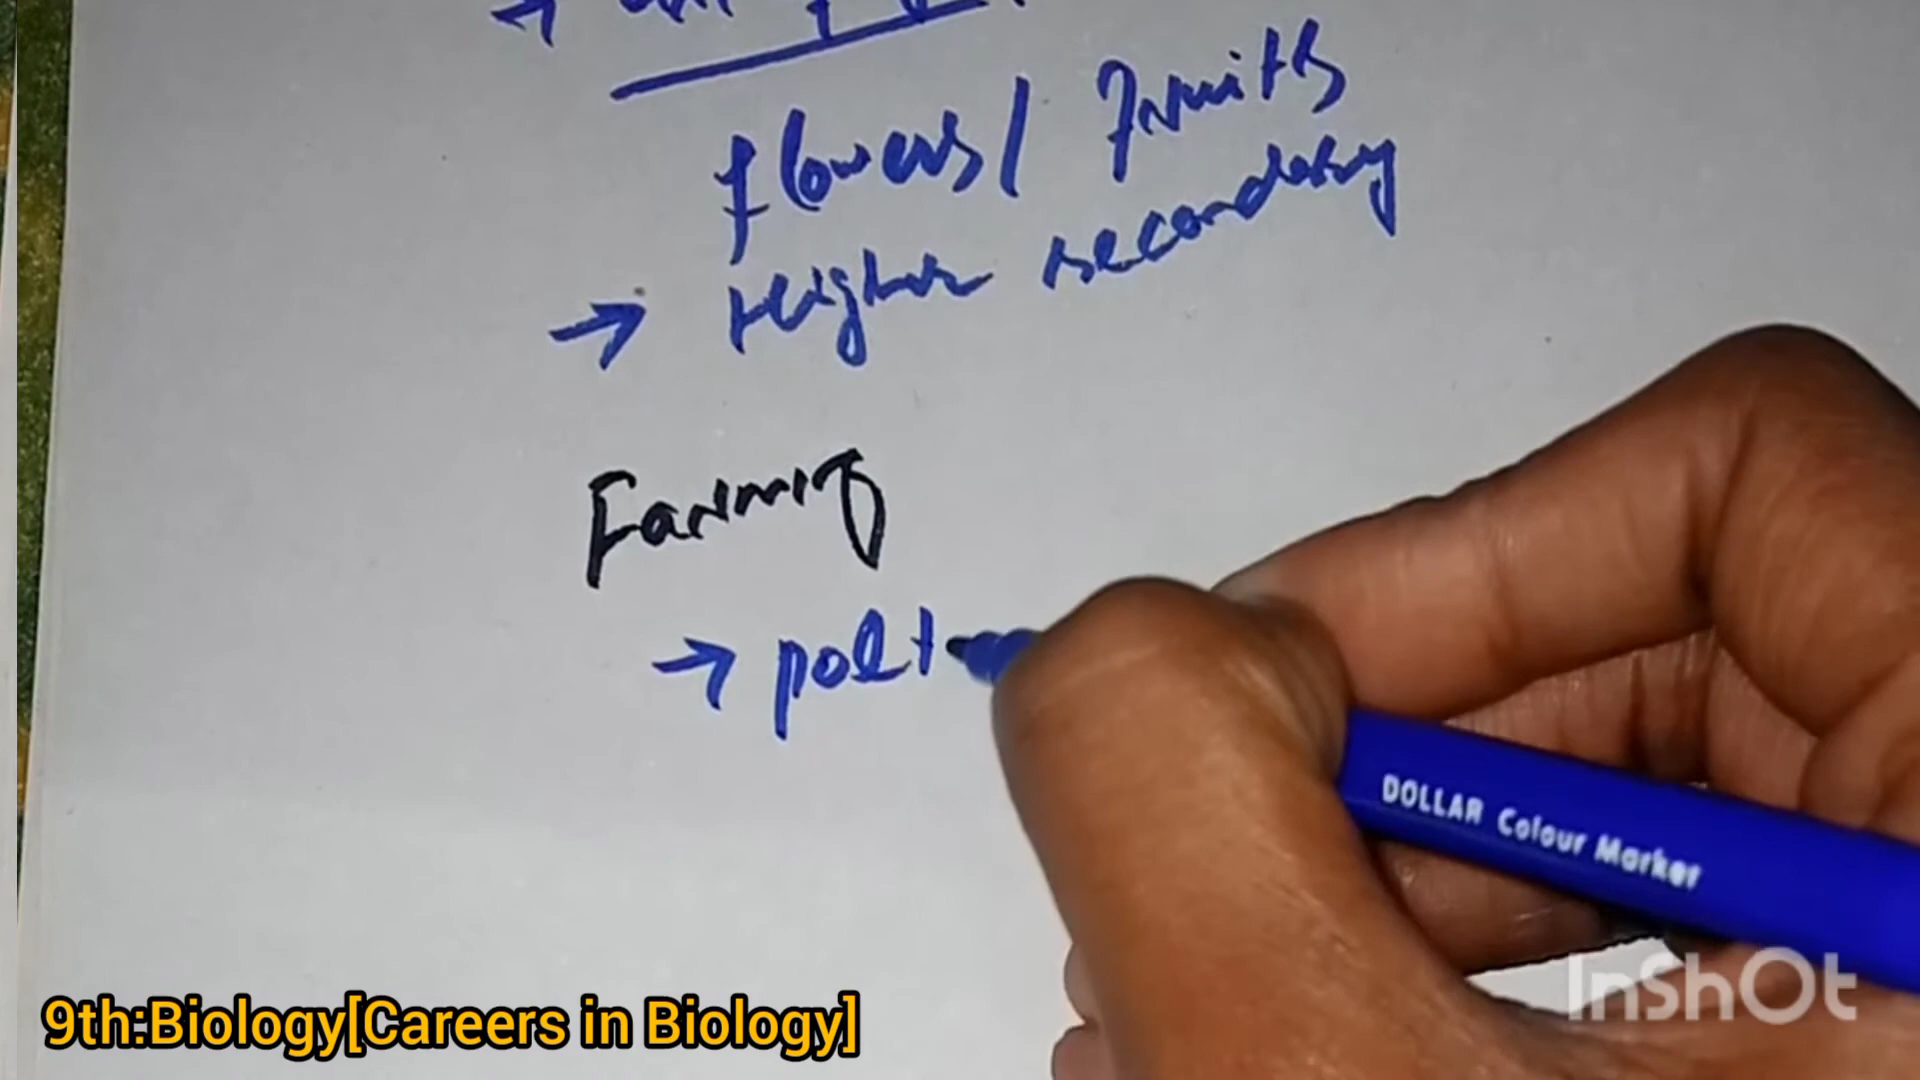 →
flowers / Fruits
→ Higher secondary
Farming
→ polt
DOLLAR Colour Marker
InShOt
9th:Biology[Careers in Biology]